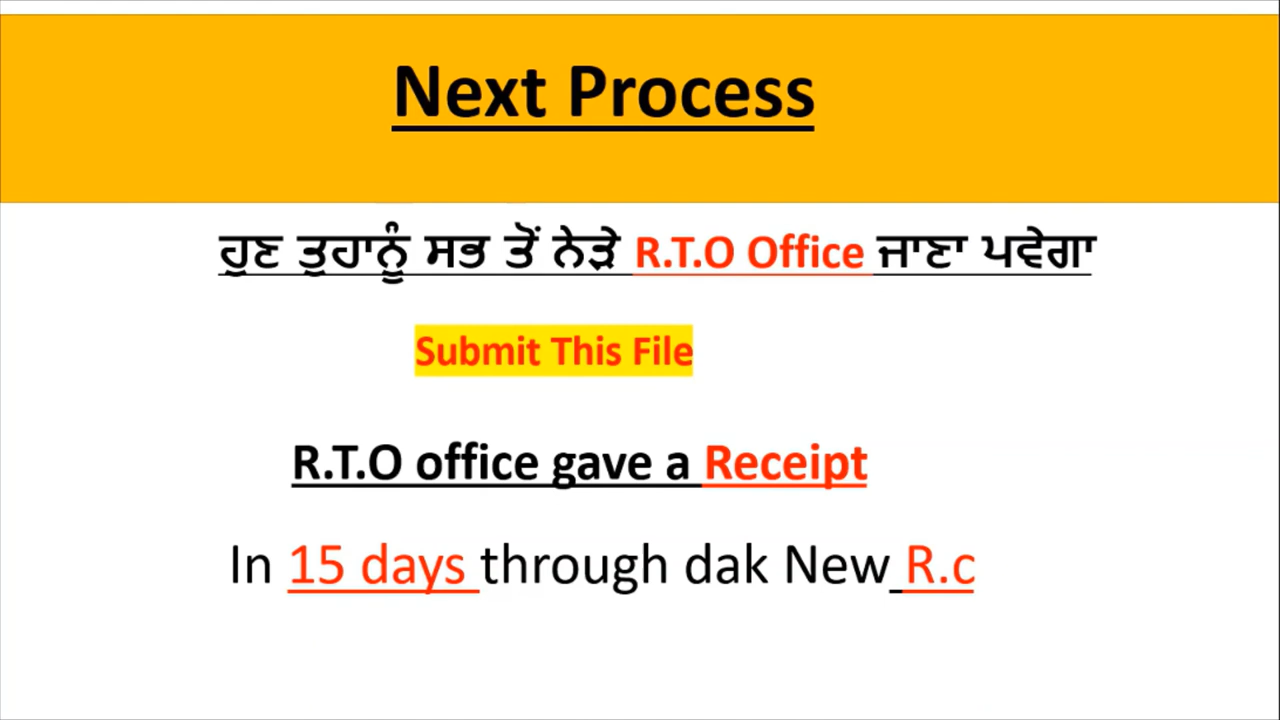 Next Process
ਹੁਣ ਤੁਹਾਨੂੰ ਸਭ ਤੋਂ ਨੇੜੇ R.T.O Office ਜਾਣਾ ਪਵੇਗਾ
Submit This File
R.T.O office gave a Receipt
In 15 days through dak New R.c